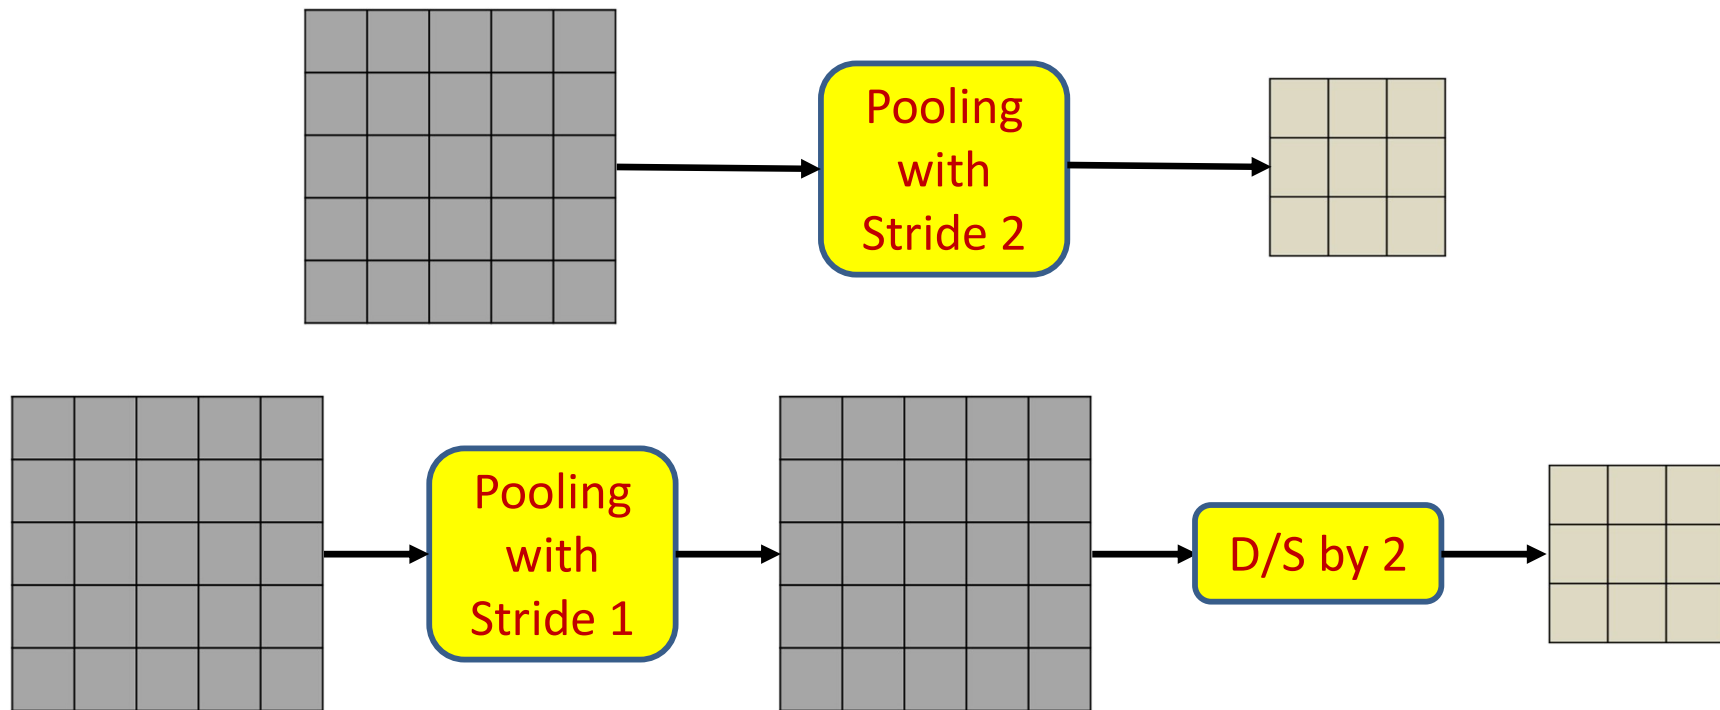 Pooling
with
Stride 2
Pooling
with
Stride 1
D/S by 2